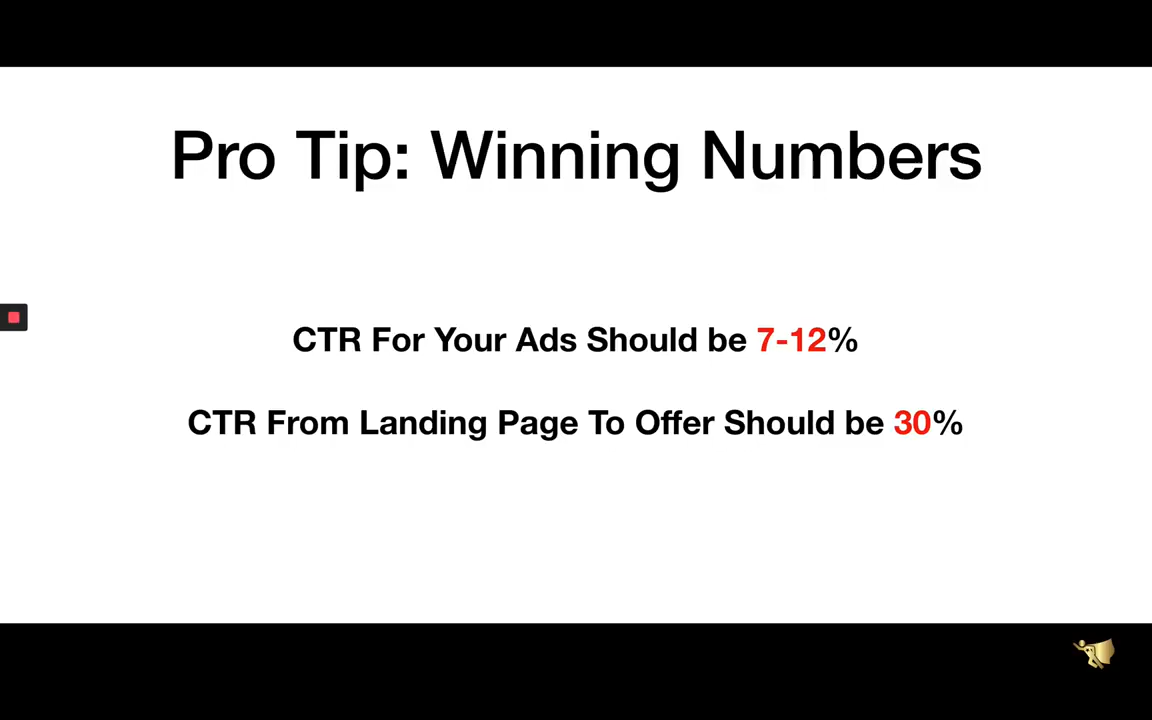 Pro Tip: Winning Numbers
CTR For Your Ads Should be 7-12%
CTR From Landing Page To Offer Should be 30%